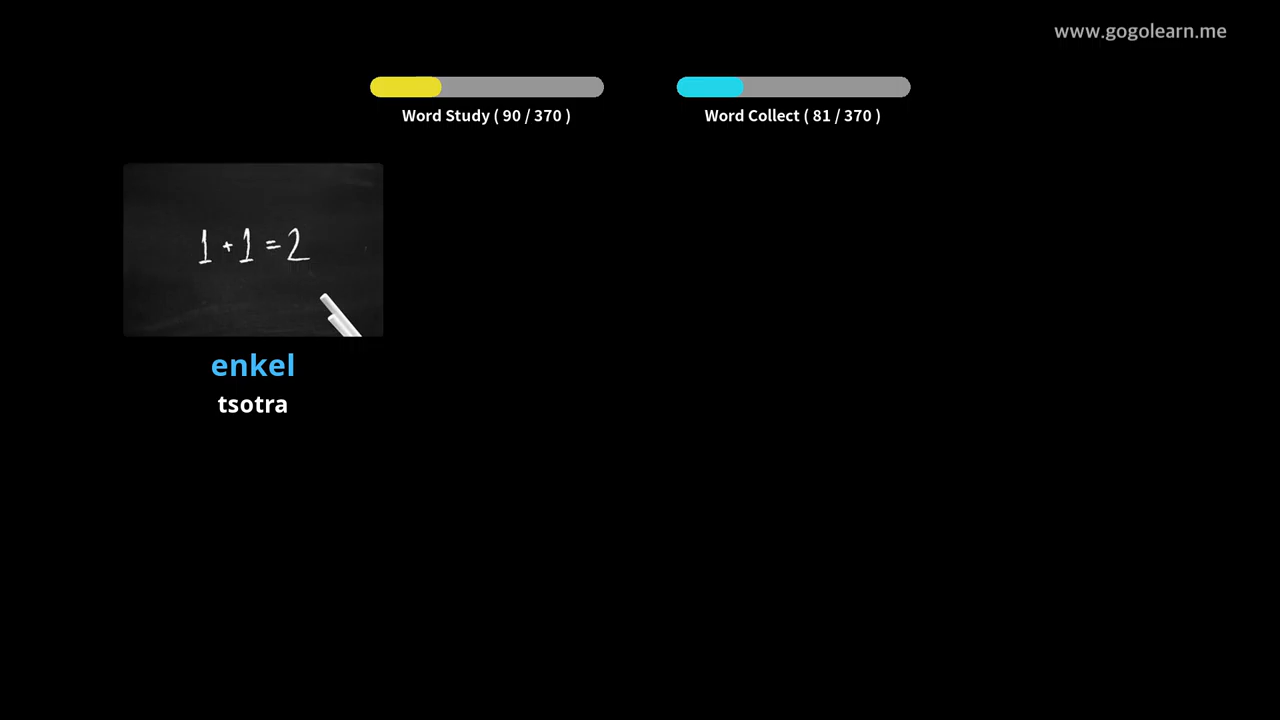 www.gogolearn.me
Word Study ( 90 / 370 )
Word Collect ( 81 / 370 )
1 + 1 = 2
enkel
tsotra